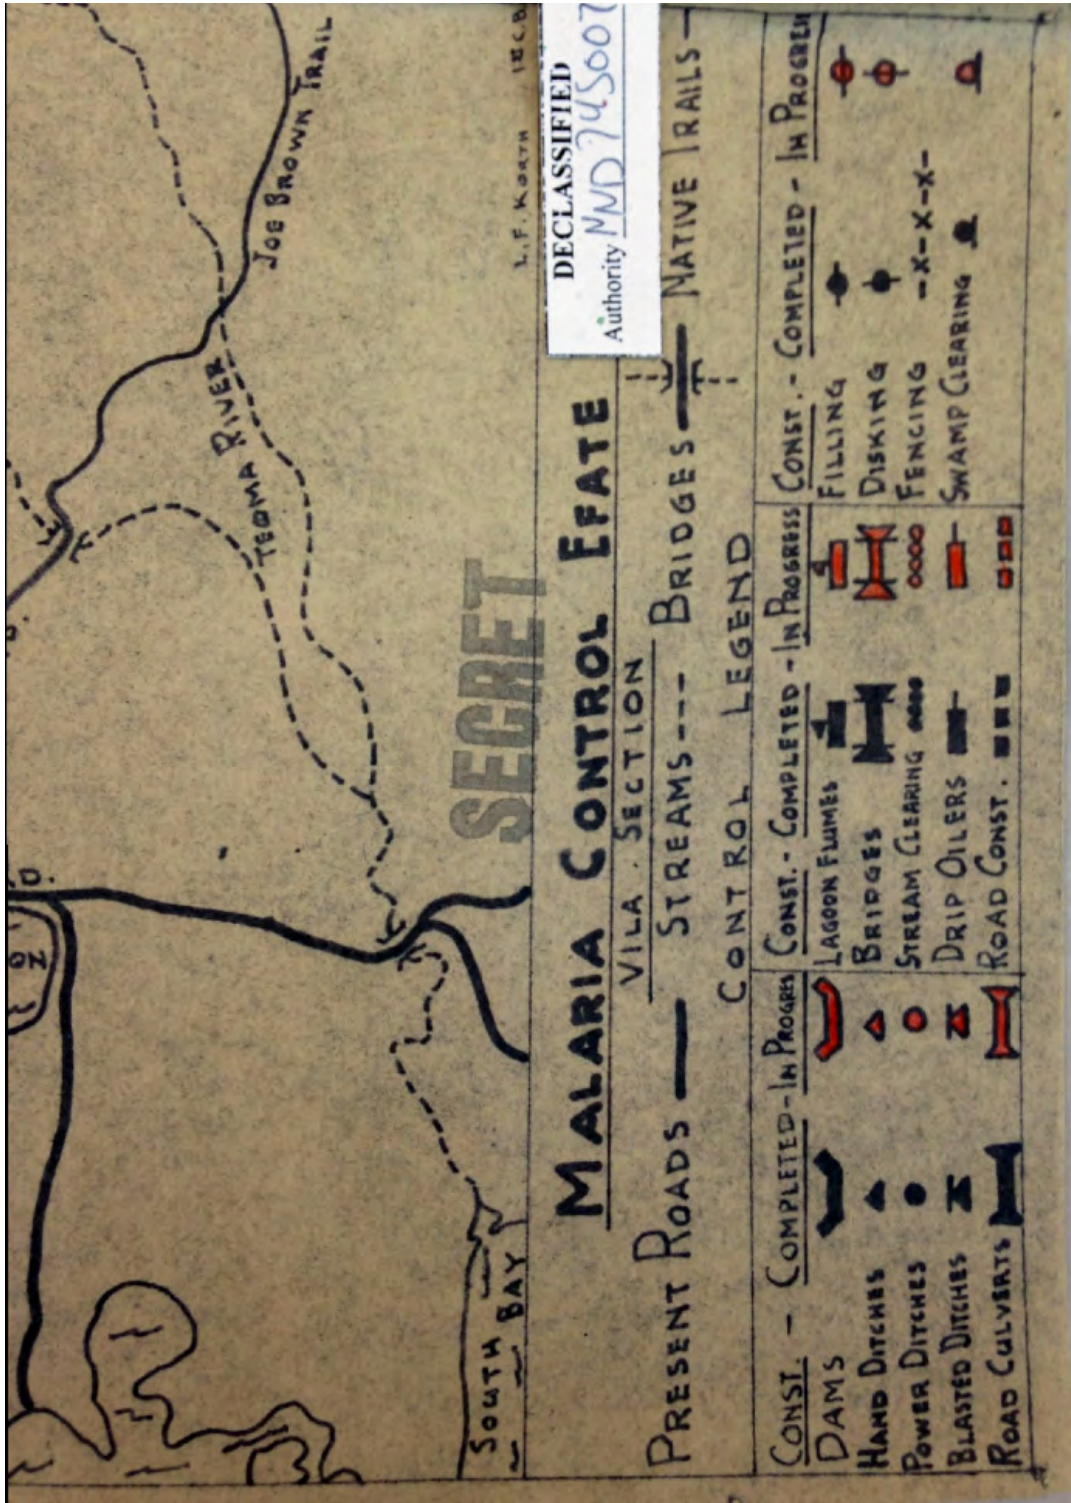 JOE BROWN TRAIL
TEOMA RIVER
SOUTH BAY
SECRET
L. F. KORTH 18 C.B.
DECLASSIFIED
Authority NND 745007
MALARIA CONTROL EFATE
VILA. SECTION
PRESENT ROADS — STREAMS --- BRIDGES NATIVE TRAILS —
CONTROL LEGEND
CONST. - COMPLETED - IN PROGRES
DAMS
HAND DITCHES
POWER DITCHES
BLASTED DITCHES
ROAD CULVERTS
CONST. - COMPLETED - IN PROGRESS
LAGOON FLUMES
BRIDGES
STREAM CLEARING
DRIP OILERS
ROAD CONST.
CONST. - COMPLETED - IN PROGRESS
FILLING
DISKING
FENCING -X-X-X-X-
SWAMP CLEARING